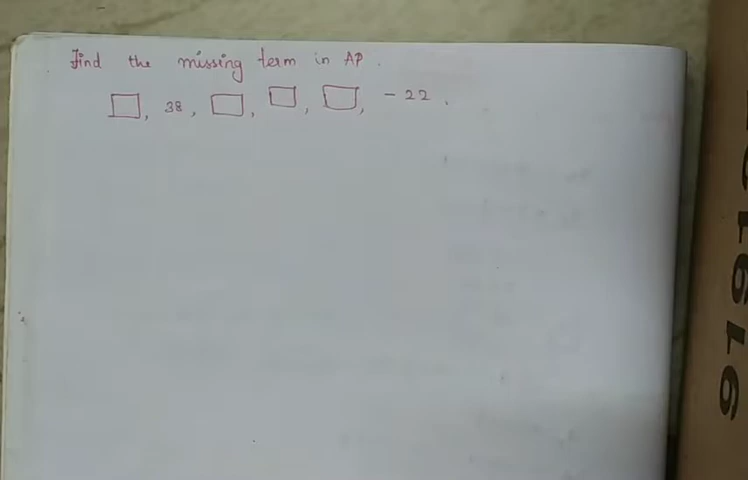 Find the missing term in AP.
□, 38, □, □, □, -22.